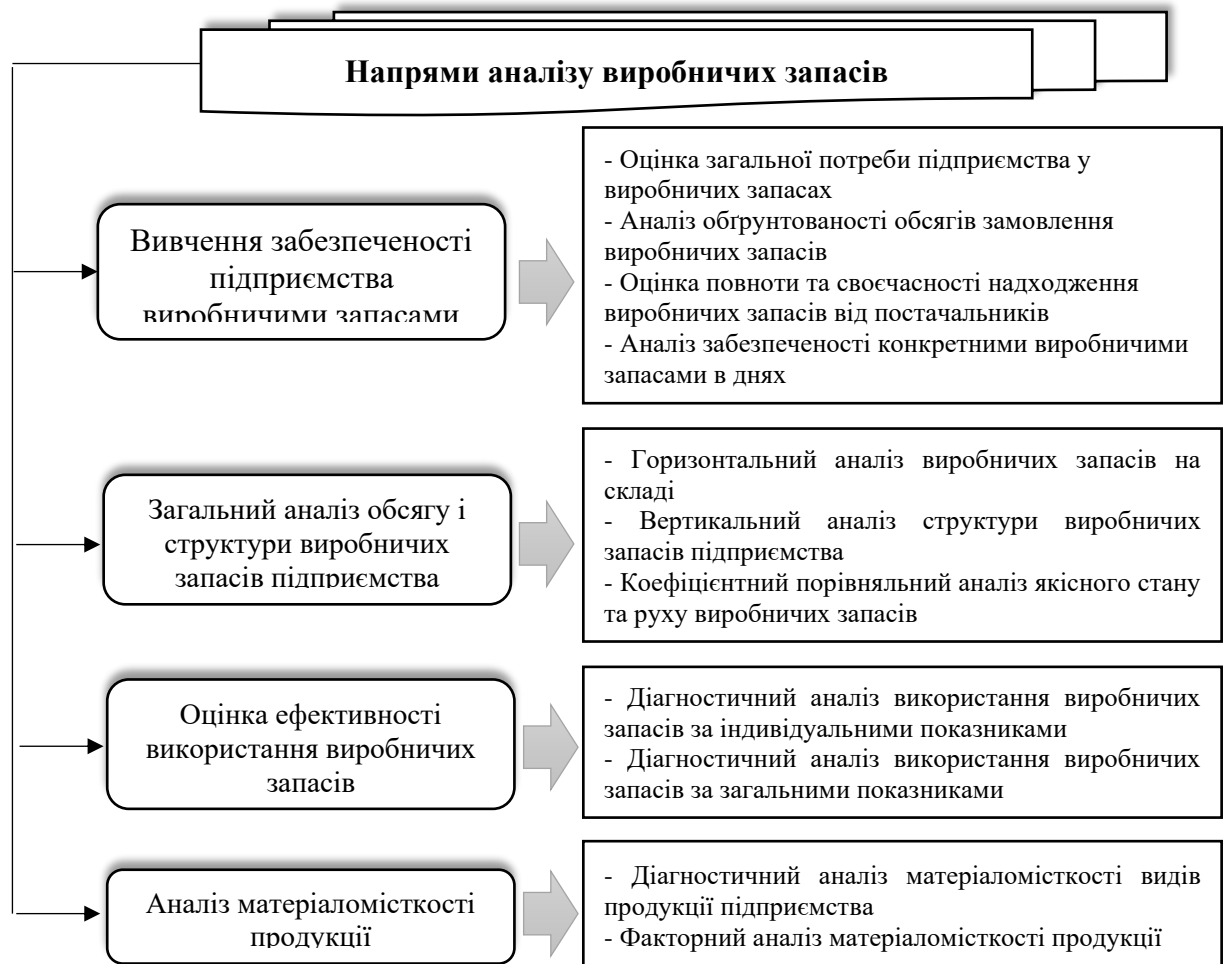 Напрями аналізу виробничих запасів
Вивчення забезпеченості
підприємства
виробничими запасами
- Оцінка загальної потреби підприємства у
виробничих запасах
- Аналіз обґрунтованості обсягів замовлення
виробничих запасів
- Оцінка повноти та своєчасності надходження
виробничих запасів від постачальників
- Аналіз забезпеченості конкретними виробничими
запасами в днях
Загальний аналіз обсягу і
структури виробничих
запасів підприємства
- Горизонтальний аналіз виробничих запасів на
складі
- Вертикальний аналіз структури виробничих
запасів підприємства
- Коефіцієнтний порівняльний аналіз якісного стану
та руху виробничих запасів
Оцінка ефективності
використання виробничих
запасів
- Діагностичний аналіз використання виробничих
запасів за індивідуальними показниками
- Діагностичний аналіз використання виробничих
запасів за загальними показниками
Аналіз матеріаломісткості
продукції
- Діагностичний аналіз матеріаломісткості видів
продукції підприємства
- Факторний аналіз матеріаломісткості продукції